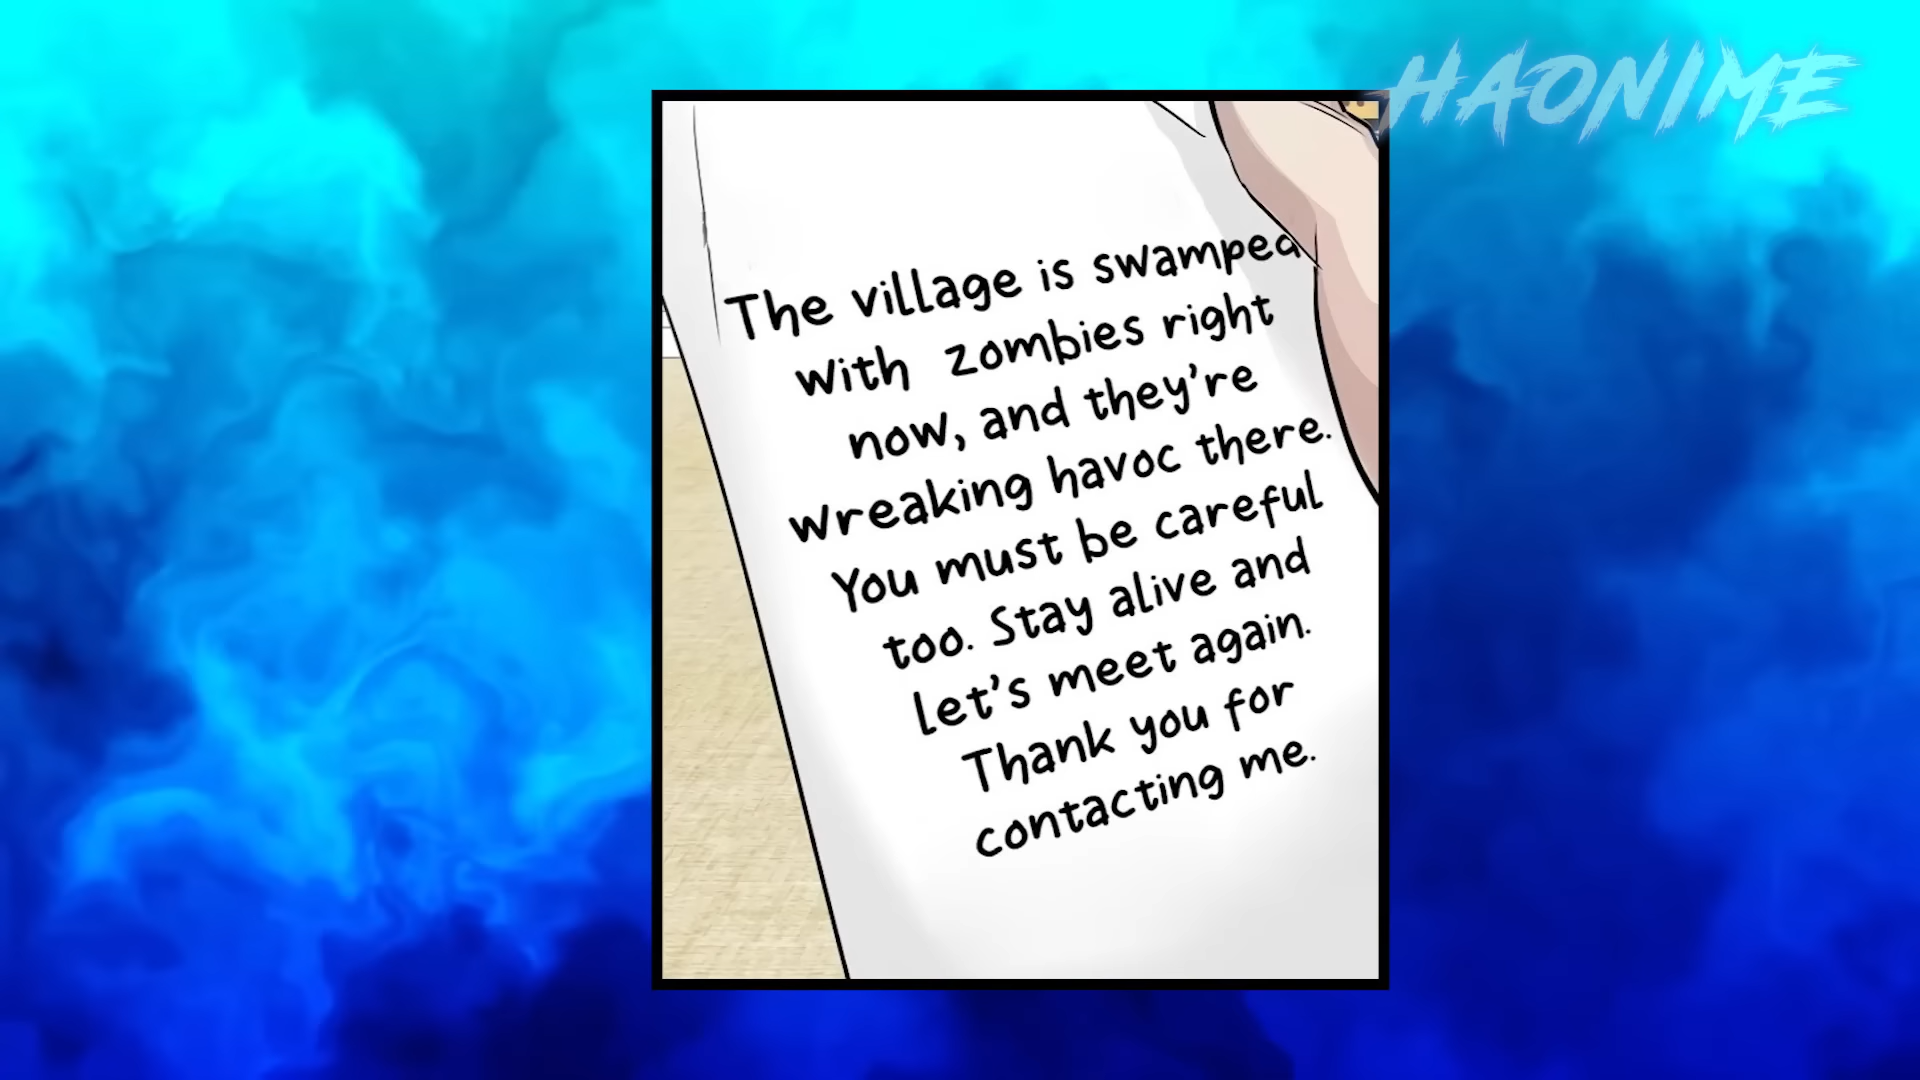 HAONIME
The village is swamped
with zombies right
now, and they're
wreaking havoc there.
You must be careful
too. Stay alive and
let's meet again.
Thank you for
contacting me.